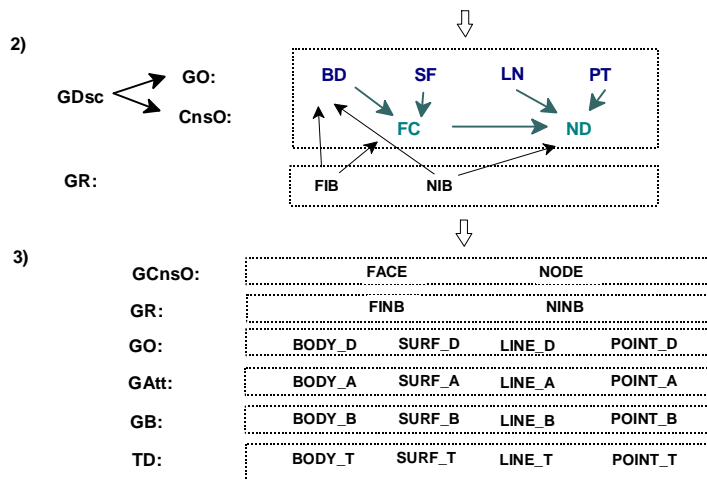 2)
GO: BD SF LN PT
GDsc
CnsO: FC ND
GR: FIB NIB
3)
GCnsO: FACE NODE
GR: FINB NINB
GO: BODY_D SURF_D LINE_D POINT_D
GAtt: BODY_A SURF_A LINE_A POINT_A
GB: BODY_B SURF_B LINE_B POINT_B
TD: BODY_T SURF_T LINE_T POINT_T